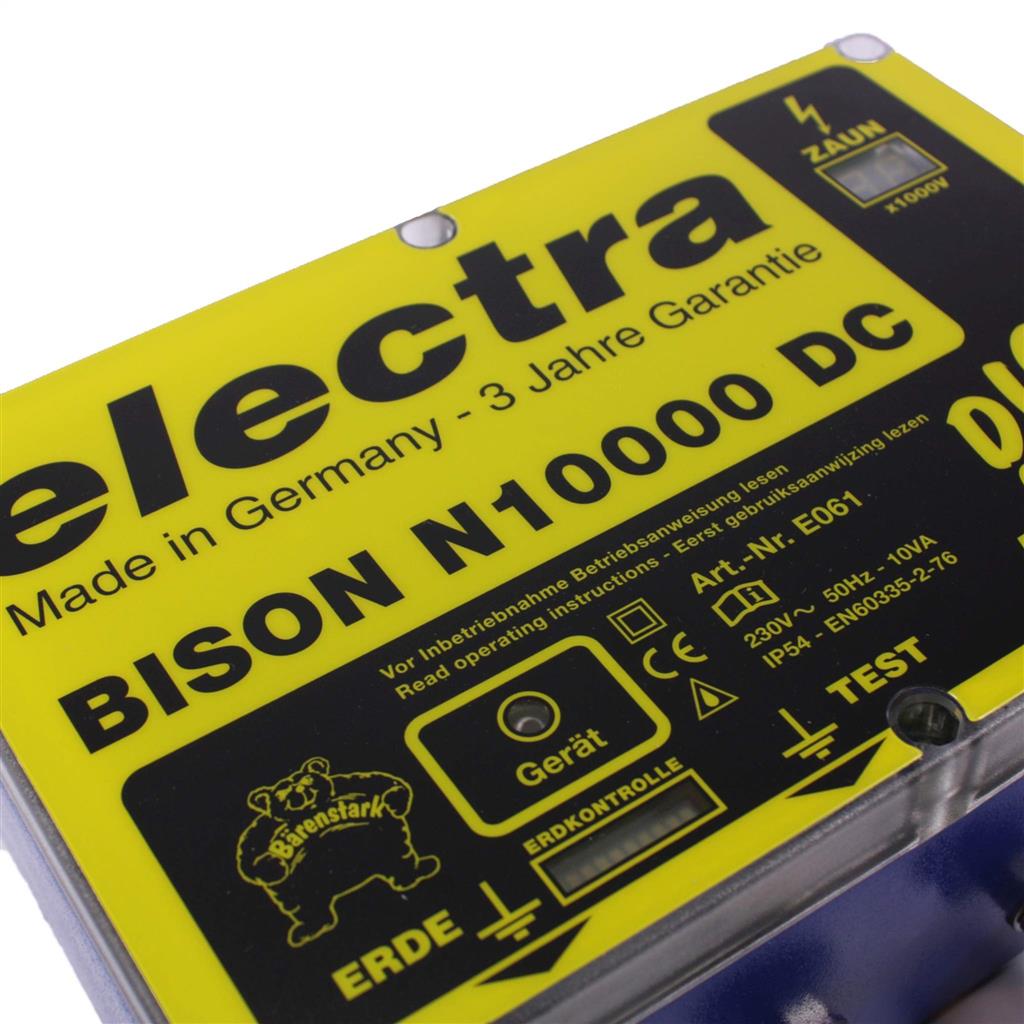 electra
Made in Germany - 3 Jahre Garantie
BISON N10000 DC
ZAUN
x1000V
Vor Inbetriebnahme Betriebsanweisung lesen
Read operating instructions - Eerst gebruiksaanwijzing lezen
Art.-Nr. E061
230V~ 50Hz - 10VA
IP54 - EN60335-2-76
CE
Gerät
ERDKONTROLLE
TEST
Bärenstark
ERDE